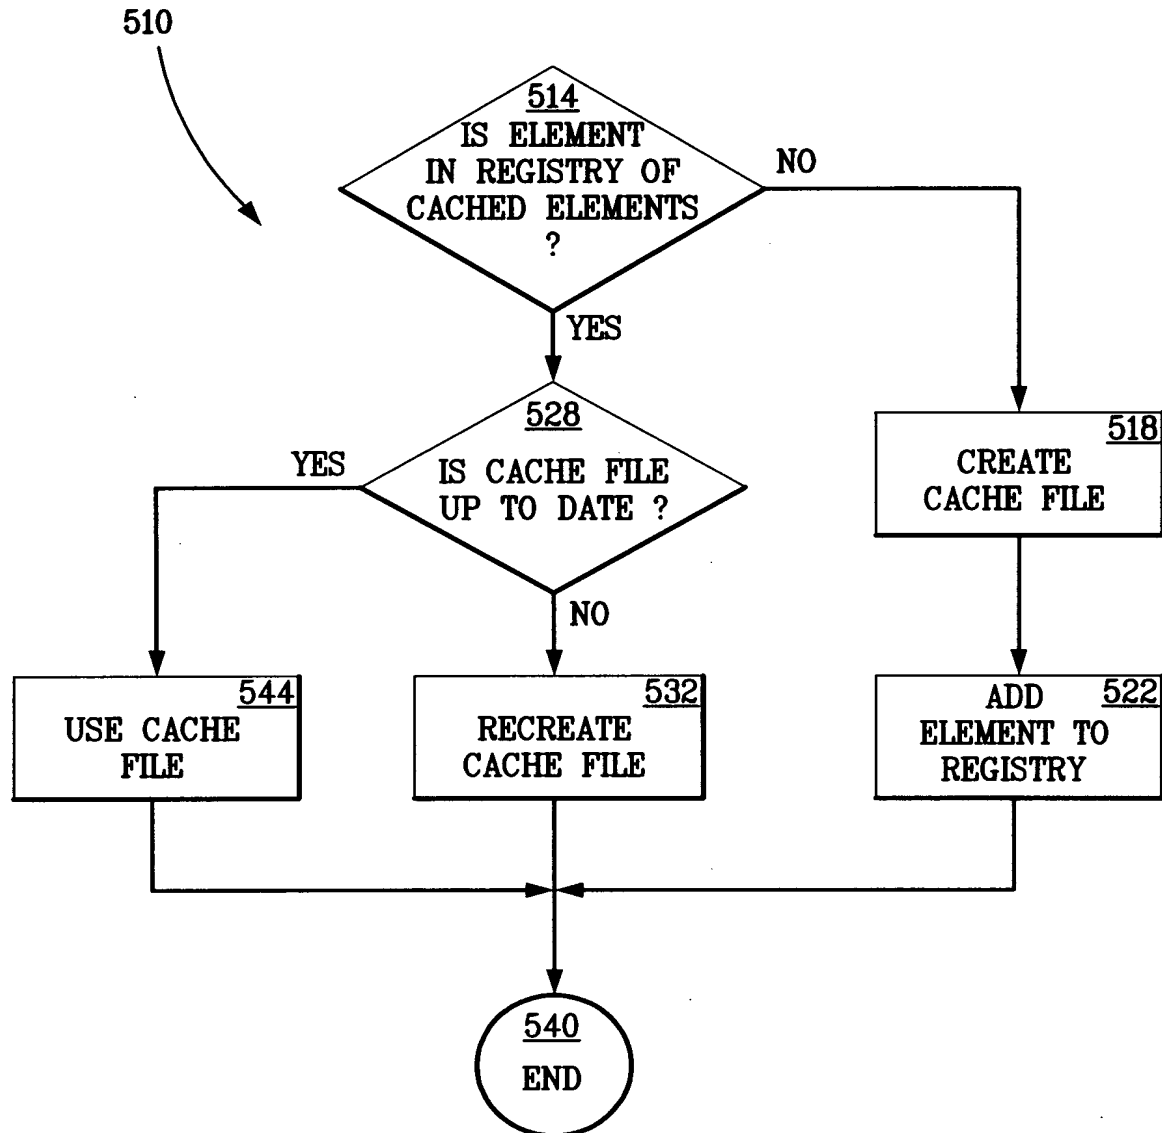 510
514
IS ELEMENT
IN REGISTRY OF
CACHED ELEMENTS
?
NO
YES
528
IS CACHE FILE
UP TO DATE ?
YES
NO
518
CREATE
CACHE FILE
544
USE CACHE
FILE
532
RECREATE
CACHE FILE
522
ADD
ELEMENT TO
REGISTRY
540
END